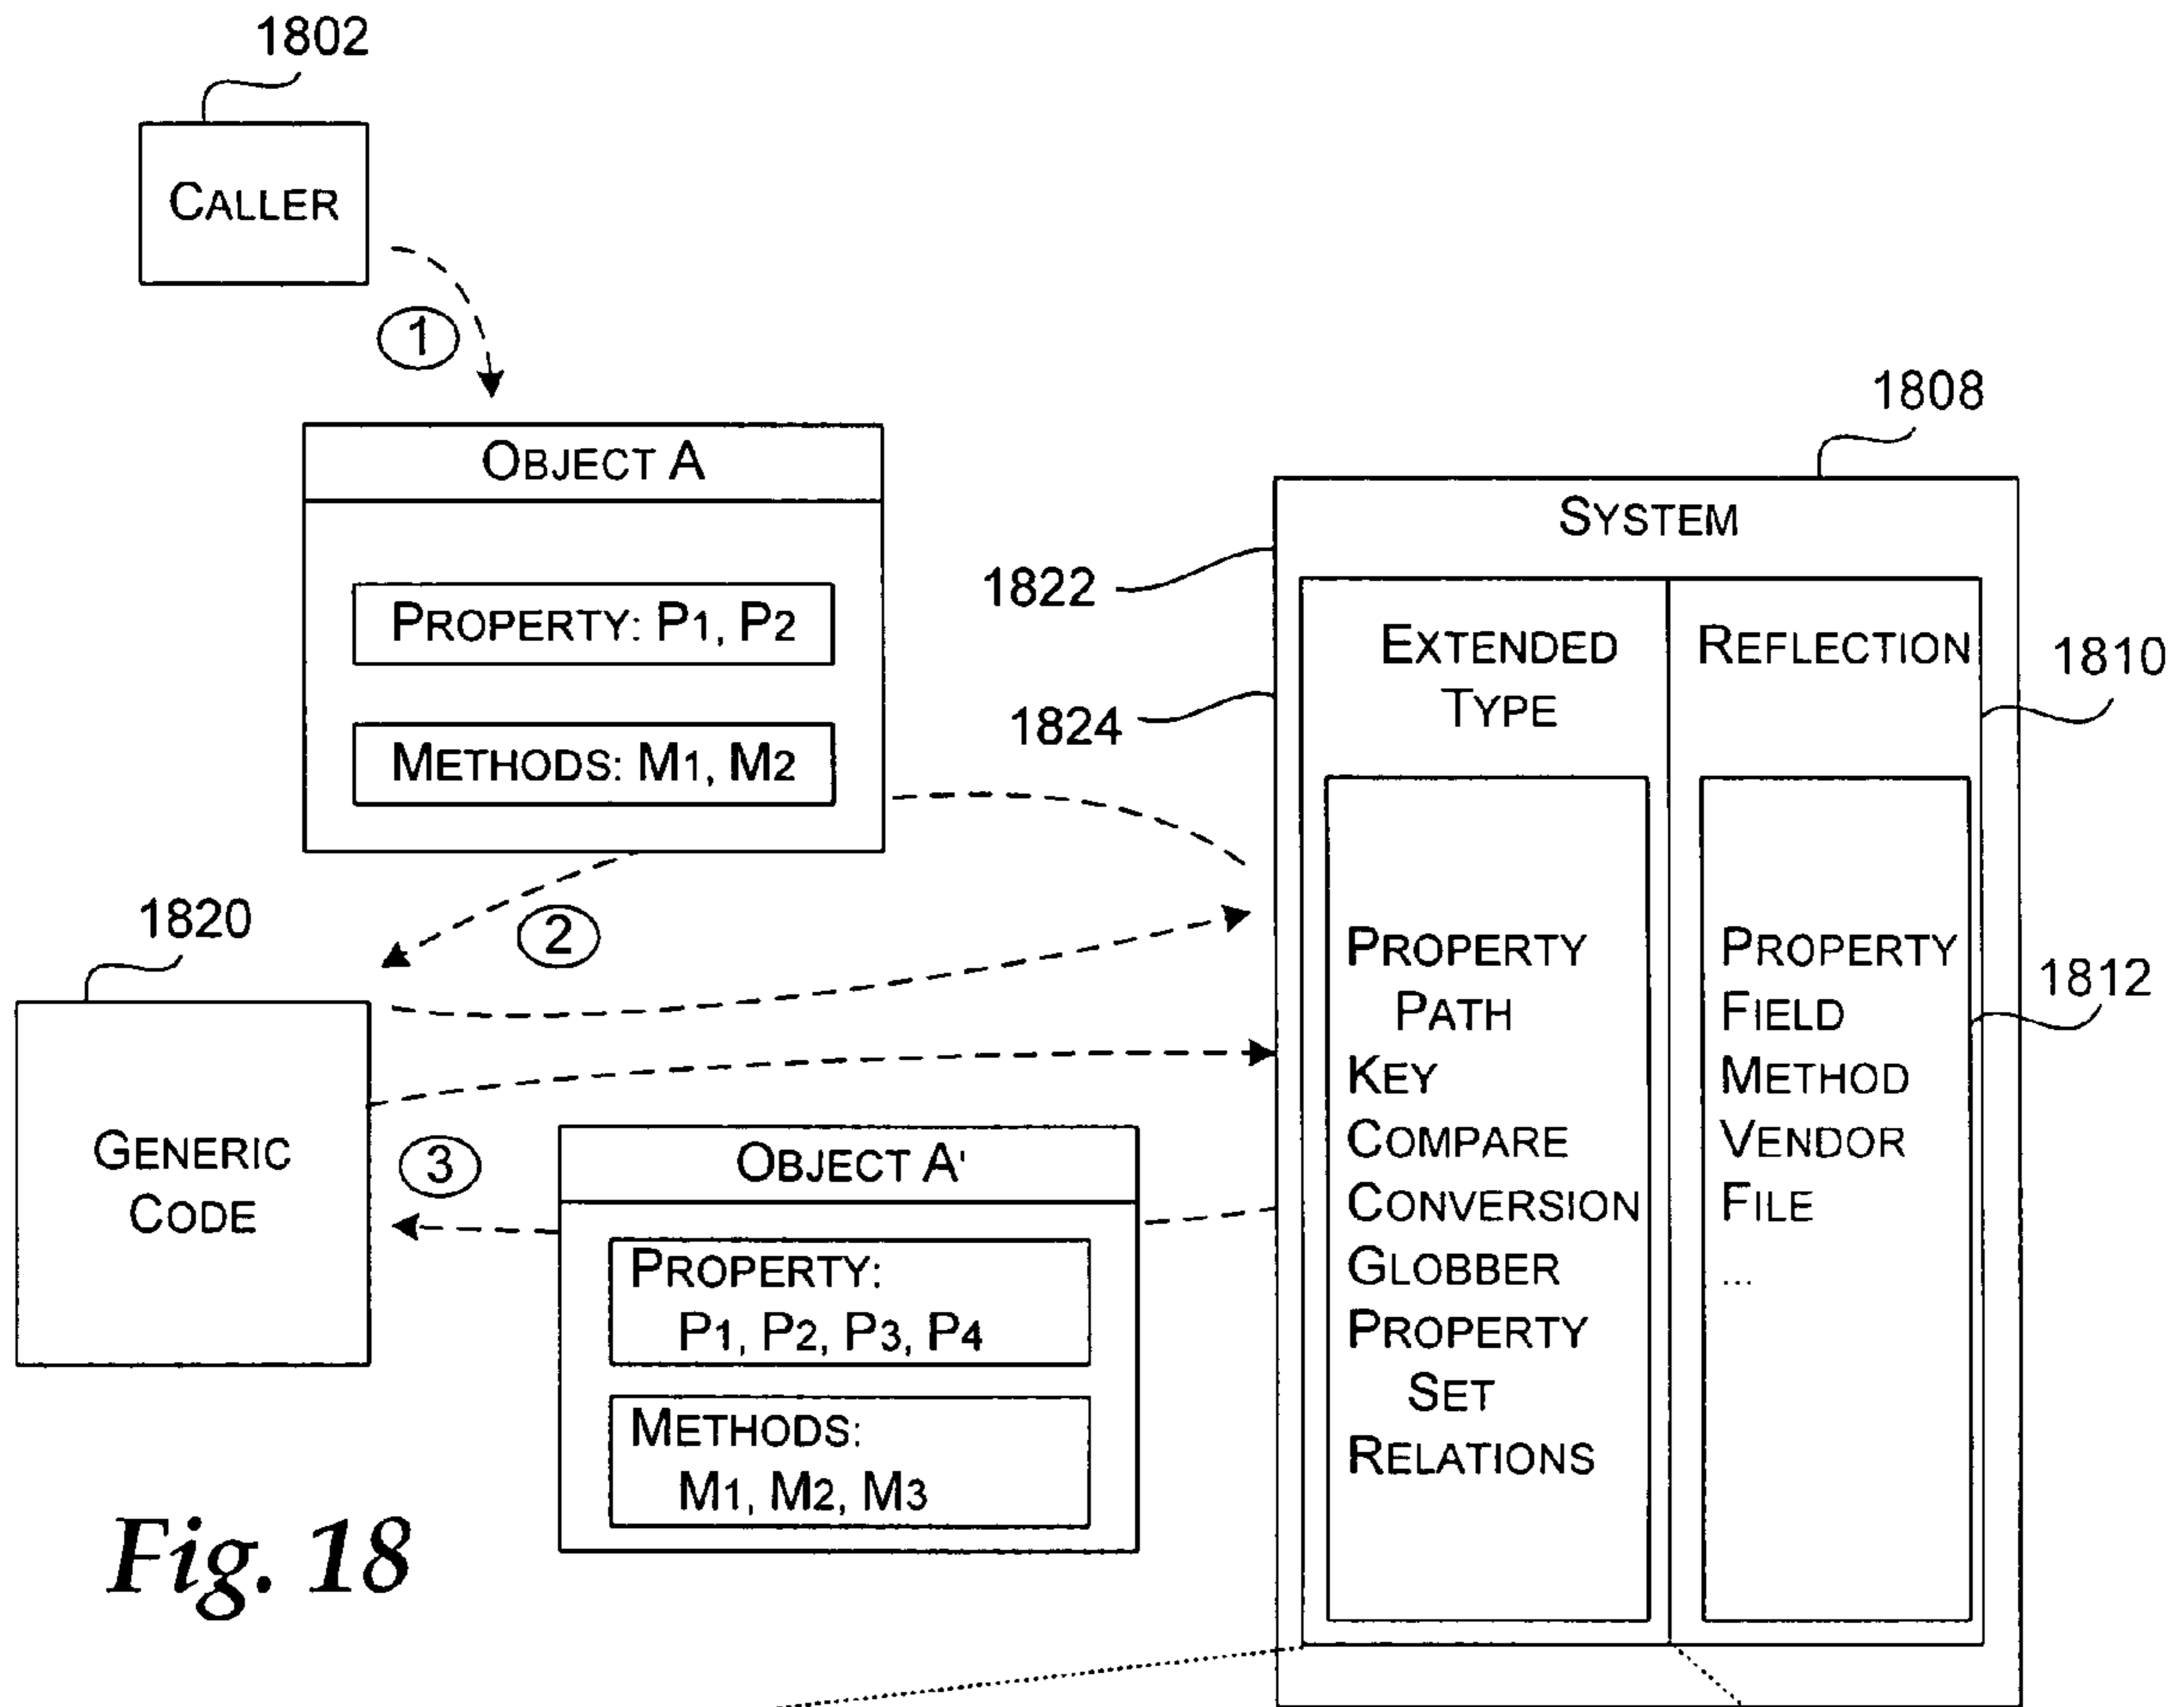 1802
CALLER
1
OBJECT A
PROPERTY: P1, P2
METHODS: M1, M2
2
1820
GENERIC
CODE
3
OBJECT A'
PROPERTY:
P1, P2, P3, P4
METHODS:
M1, M2, M3
1808
SYSTEM
1822
1824
EXTENDED
TYPE
PROPERTY
PATH
KEY
COMPARE
CONVERSION
GLOBBER
PROPERTY
SET
RELATIONS
REFLECTION
1810
PROPERTY
FIELD
METHOD
VENDOR
FILE
...
1812
Fig. 18